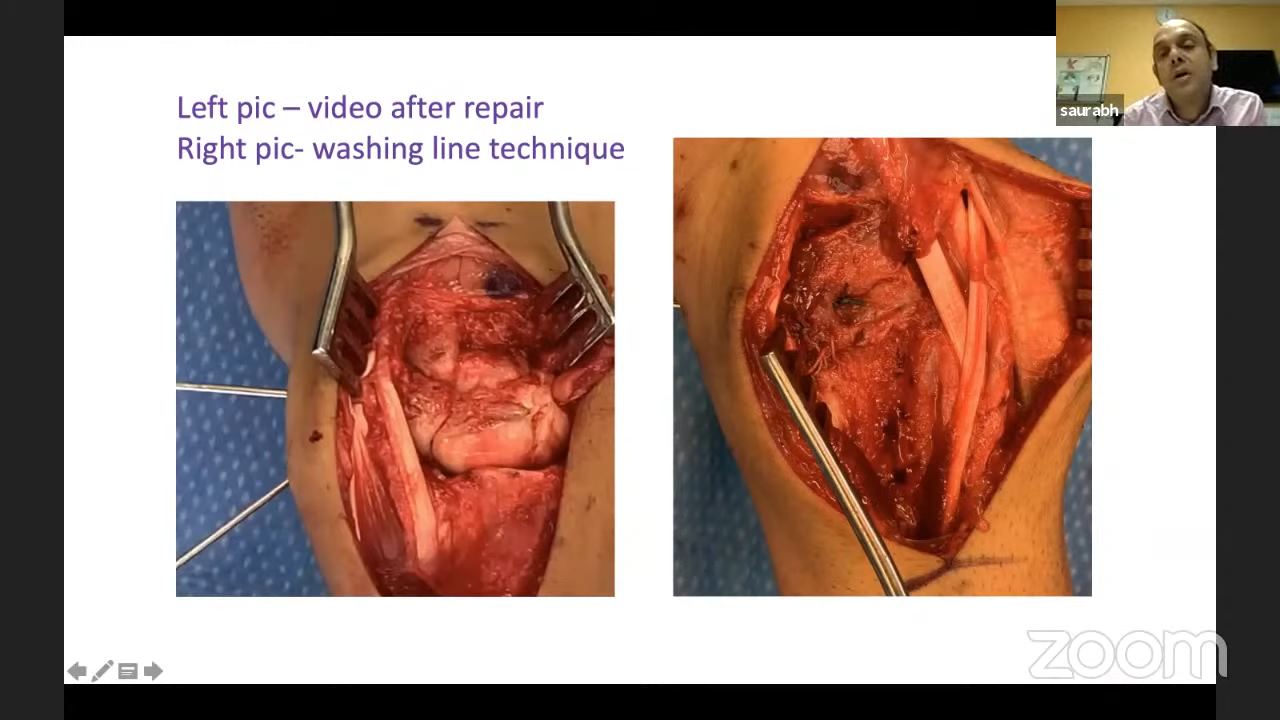 Left pic – video after repair
Right pic- washing line technique
saurabh
zoom